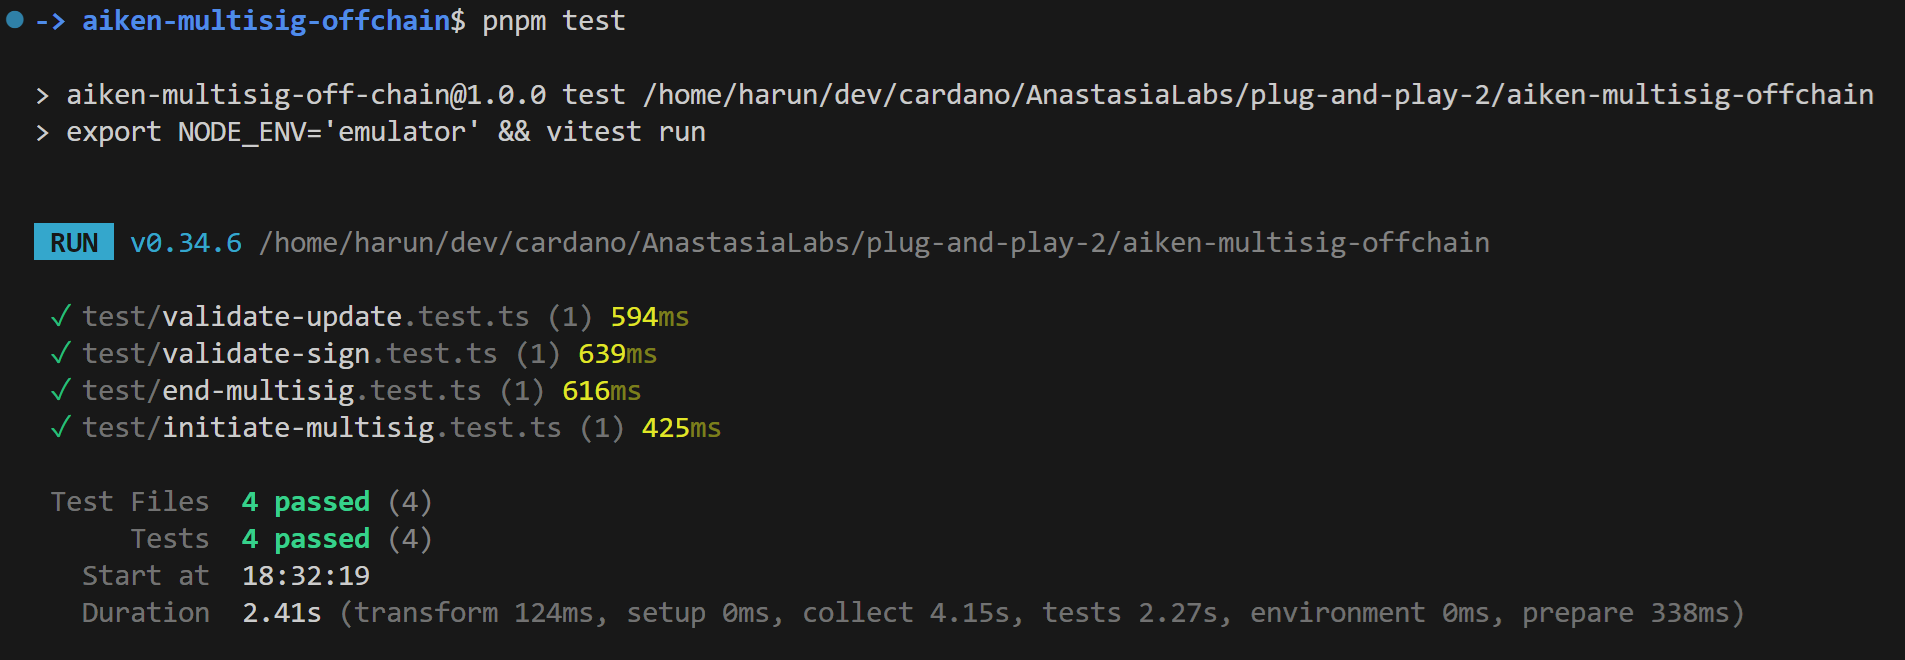 -> aiken-multisig-offchain$ pnpm test
> aiken-multisig-off-chain@1.0.0 test /home/harun/dev/cardano/AnastasiaLabs/plug-and-play-2/aiken-multisig-offchain
> export NODE_ENV='emulator' && vitest run
RUN v0.34.6 /home/harun/dev/cardano/AnastasiaLabs/plug-and-play-2/aiken-multisig-offchain
✓ test/validate-update.test.ts (1) 594ms
✓ test/validate-sign.test.ts (1) 639ms
✓ test/end-multisig.test.ts (1) 616ms
✓ test/initiate-multisig.test.ts (1) 425ms
Test Files 4 passed (4)
Tests 4 passed (4)
Start at 18:32:19
Duration 2.41s (transform 124ms, setup 0ms, collect 4.15s, tests 2.27s, environment 0ms, prepare 338ms)